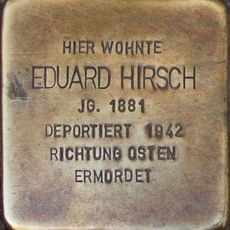 HIER WOHNTE
EDUARD HIRSCH
JG. 1881
DEPORTIERT 1942
RICHTUNG OSTEN
ERMORDET